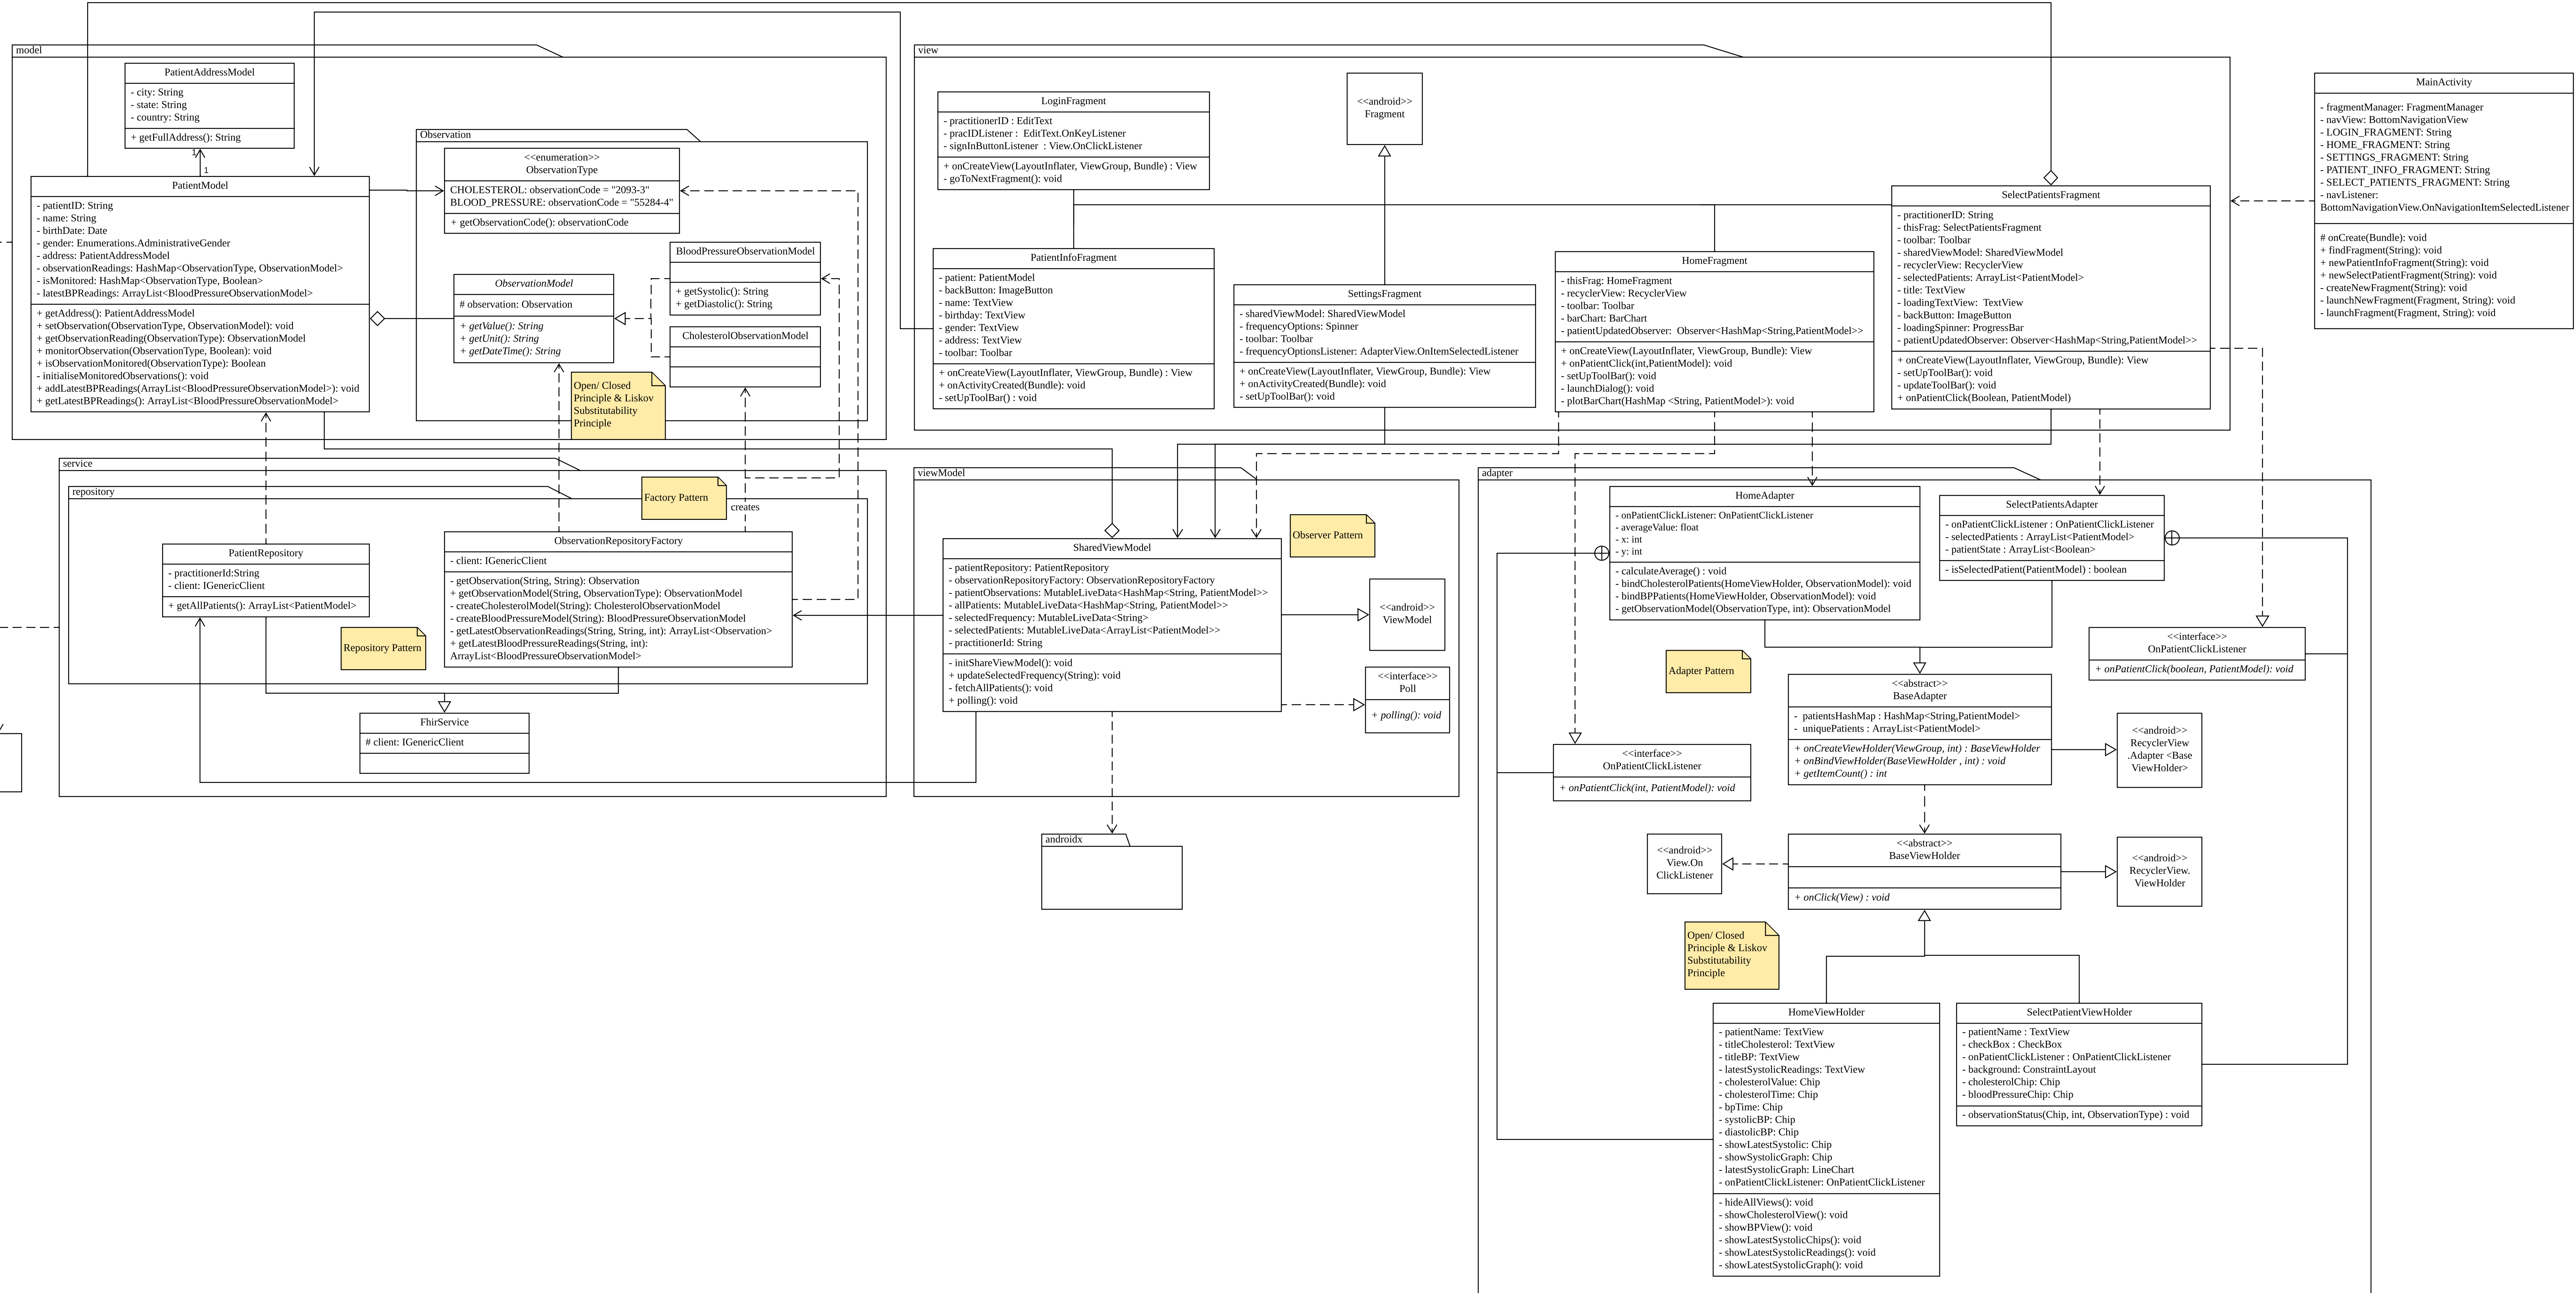 model
PatientAddressModel
- city: String
- state: String
- country: String
+ getFullAddress(): String
1
1
PatientModel
- patientID: String
- name: String
- birthDate: Date
- gender: Enumerations.AdministrativeGender
- address: PatientAddressModel
- observationReadings: HashMap<ObservationType, ObservationModel>
- isMonitored: HashMap<ObservationType, Boolean>
- latestBPReadings: ArrayList<BloodPressureObservationModel>
+ getAddress(): PatientAddressModel
+ setObservation(ObservationType, ObservationModel): void
+ getObservationReading(ObservationType): ObservationModel
+ monitorObservation(ObservationType, Boolean): void
+ isObservationMonitored(ObservationType): Boolean
- initialiseMonitoredObservations(): void
+ addLatestBPReadings(ArrayList<BloodPressureObservationModel>): void
+ getLatestBPReadings(): ArrayList<BloodPressureObservationModel>
Observation
<<enumeration>>
ObservationType
CHOLESTEROL: observationCode = "2093-3"
BLOOD_PRESSURE: observationCode = "55284-4"
+ getObservationCode(): observationCode
ObservationModel
# observation: Observation
+ getValue(): String
+ getUnit(): String
+ getDateTime(): String
BloodPressureObservationModel
+ getSystolic(): String
+ getDiastolic(): String
CholesterolObservationModel
Open/ Closed
Principle & Liskov
Substitutability
Principle
view
LoginFragment
- practitionerID : EditText
- pracIDListener :  EditText.OnKeyListener
- signInButtonListener  : View.OnClickListener
+ onCreateView(LayoutInflater, ViewGroup, Bundle) : View
- goToNextFragment(): void
<<android>>
Fragment
PatientInfoFragment
- patient: PatientModel
- backButton: ImageButton
- name: TextView
- birthday: TextView
- gender: TextView
- address: TextView
- toolbar: Toolbar
+ onCreateView(LayoutInflater, ViewGroup, Bundle) : View
+ onActivityCreated(Bundle): void
- setUpToolBar() : void
SettingsFragment
- sharedViewModel: SharedViewModel
- frequencyOptions: Spinner
- toolbar: Toolbar
- frequencyOptionsListener: AdapterView.OnItemSelectedListener
+ onCreateView(LayoutInflater, ViewGroup, Bundle): View
+ onActivityCreated(Bundle): void
- setUpToolBar(): void
HomeFragment
- thisFrag: HomeFragment
- recyclerView: RecyclerView
- toolbar: Toolbar
- barChart: BarChart
- patientUpdatedObserver:  Observer<HashMap<String,PatientModel>>
+ onCreateView(LayoutInflater, ViewGroup, Bundle): View
+ onPatientClick(int,PatientModel): void
- setUpToolBar(): void
- launchDialog(): void
- plotBarChart(HashMap <String, PatientModel>): void
SelectPatientsFragment
- practitionerID: String
- thisFrag: SelectPatientsFragment
- toolbar: Toolbar
- sharedViewModel: SharedViewModel
- recyclerView: RecyclerView
- selectedPatients: ArrayList<PatientModel>
- title: TextView
- loadingTextView:  TextView
- backButton: ImageButton
- loadingSpinner: ProgressBar
- patientUpdatedObserver: Observer<HashMap<String,PatientModel>>
+ onCreateView(LayoutInflater, ViewGroup, Bundle): View
- setUpToolBar(): void
- updateToolBar(): void
+ onPatientClick(Boolean, PatientModel)
MainActivity
- fragmentManager: FragmentManager
- navView: BottomNavigationView
- LOGIN_FRAGMENT: String
- HOME_FRAGMENT: String
- SETTINGS_FRAGMENT: String
- PATIENT_INFO_FRAGMENT: String
- SELECT_PATIENTS_FRAGMENT: String
- navListener:
BottomNavigationView.OnNavigationItemSelectedListener
# onCreate(Bundle): void
+ findFragment(String): void
+ newPatientInfoFragment(String): void
+ newSelectPatientFragment(String): void
- createNewFragment(String): void
- launchNewFragment(Fragment, String): void
- launchFragment(Fragment, String): void
service
repository
Factory Pattern
creates
PatientRepository
- practitionerId:String
- client: IGenericClient
+ getAllPatients(): ArrayList<PatientModel>
ObservationRepositoryFactory
- client: IGenericClient
- getObservation(String, String): Observation
+ getObservationModel(String, ObservationType): ObservationModel
- createCholesterolModel(String): CholesterolObservationModel
- createBloodPressureModel(String): BloodPressureObservationModel
- getLatestObservationReadings(String, String, int): ArrayList<Observation>
+ getLatestBloodPressureReadings(String, int):
ArrayList<BloodPressureObservationModel>
Repository Pattern
FhirService
# client: IGenericClient
viewModel
SharedViewModel
- patientRepository: PatientRepository
- observationRepositoryFactory: ObservationRepositoryFactory
- patientObservations: MutableLiveData<HashMap<String, PatientModel>>
- allPatients: MutableLiveData<HashMap<String, PatientModel>>
- selectedFrequency: MutableLiveData<String>
- selectedPatients: MutableLiveData<ArrayList<PatientModel>>
- practitionerId: String
- initShareViewModel(): void
+ updateSelectedFrequency(String): void
- fetchAllPatients(): void
+ polling(): void
Observer Pattern
<<android>>
ViewModel
<<interface>>
Poll
+ polling(): void
androidx
adapter
HomeAdapter
- onPatientClickListener: OnPatientClickListener
- averageValue: float
- x: int
- y: int
- calculateAverage() : void
- bindCholesterolPatients(HomeViewHolder, ObservationModel): void
- bindBPPatients(HomeViewHolder, ObservationModel): void
- getObservationModel(ObservationType, int): ObservationModel
SelectPatientsAdapter
- onPatientClickListener : OnPatientClickListener
- selectedPatients : ArrayList<PatientModel>
- patientState : ArrayList<Boolean>
- isSelectedPatient(PatientModel) : boolean
<<interface>>
OnPatientClickListener
+ onPatientClick(boolean, PatientModel): void
Adapter Pattern
<<abstract>>
BaseAdapter
-  patientsHashMap : HashMap<String,PatientModel>
-  uniquePatients : ArrayList<PatientModel>
+ onCreateViewHolder(ViewGroup, int) : BaseViewHolder
+ onBindViewHolder(BaseViewHolder , int) : void
+ getItemCount() : int
<<android>>
RecyclerView
.Adapter <Base
ViewHolder>
<<interface>>
OnPatientClickListener
+ onPatientClick(int, PatientModel): void
<<android>>
View.On
ClickListener
<<abstract>>
BaseViewHolder
+ onClick(View) : void
<<android>>
RecyclerView.
ViewHolder
Open/ Closed
Principle & Liskov
Substitutability
Principle
HomeViewHolder
- patientName: TextView
- titleCholesterol: TextView
- titleBP: TextView
- latestSystolicReadings: TextView
- cholesterolValue: Chip
- cholesterolTime: Chip
- bpTime: Chip
- systolicBP: Chip
- diastolicBP: Chip
- showLatestSystolic: Chip
- showSystolicGraph: Chip
- latestSystolicGraph: LineChart
- onPatientClickListener: OnPatientClickListener
- hideAllViews(): void
- showCholesterolView(): void
- showBPView(): void
- showLatestSystolicChips(): void
- showLatestSystolicReadings(): void
- showLatestSystolicGraph(): void
SelectPatientViewHolder
- patientName : TextView
- checkBox : CheckBox
- onPatientClickListener : OnPatientClickListener
- background: ConstraintLayout
- cholesterolChip: Chip
- bloodPressureChip: Chip
- observationStatus(Chip, int, ObservationType) : void